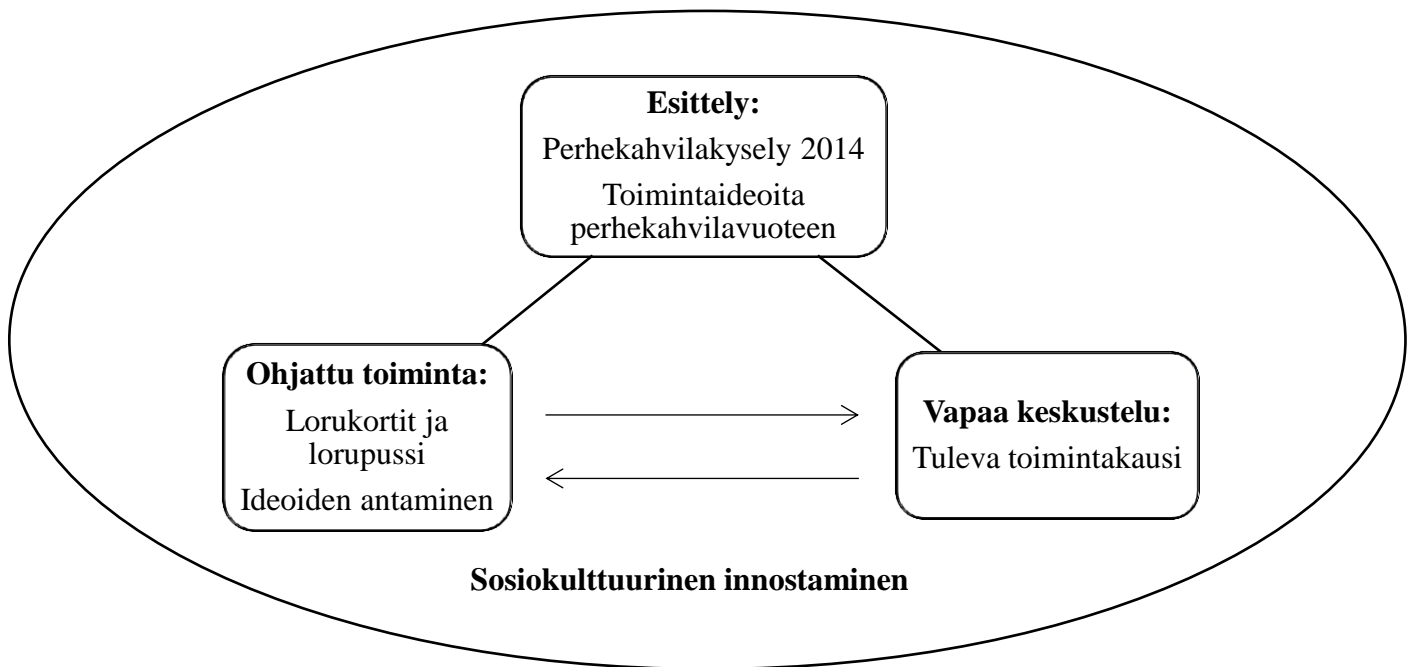 Esittely:
Perhekahvilakysely 2014
Toimintaideoita
perhekahvilavuoteen
Ohjattu toiminta:
Lorukortit ja
lorupussi
Ideoiden antaminen
Vapaa keskustelu:
Tuleva toimintakausi
Sosiokulttuurinen innostaminen